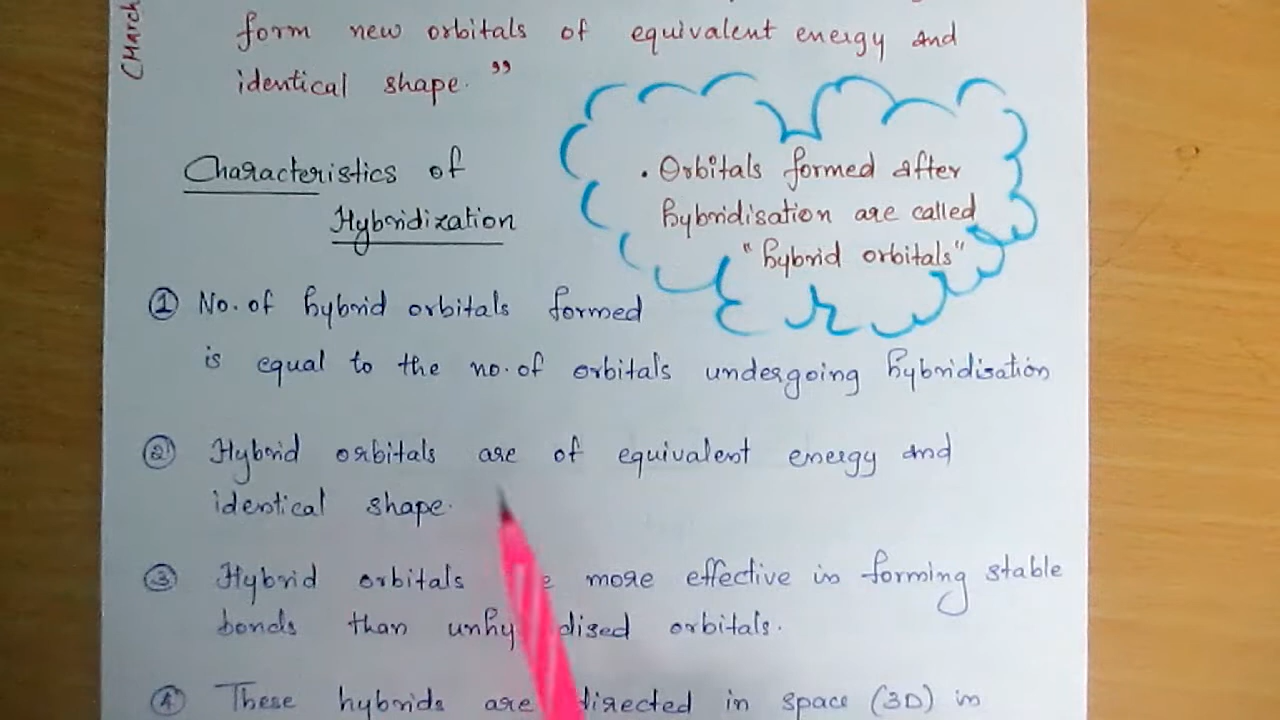 (March
form new orbitals of equivalent energy and
identical shape. ”
Characteristics of
Hybridization
. Orbitals formed after
hybridisation are called
"hybrid orbitals"
① No. of hybrid orbitals formed
is equal to the no. of orbitals undergoing hybridisation
② Hybrid orbitals are of equivalent energy and
identical shape.
③ Hybrid orbitals more effective in forming stable
bonds than orbitals.
④ These hybrids are directed in space (3D) in